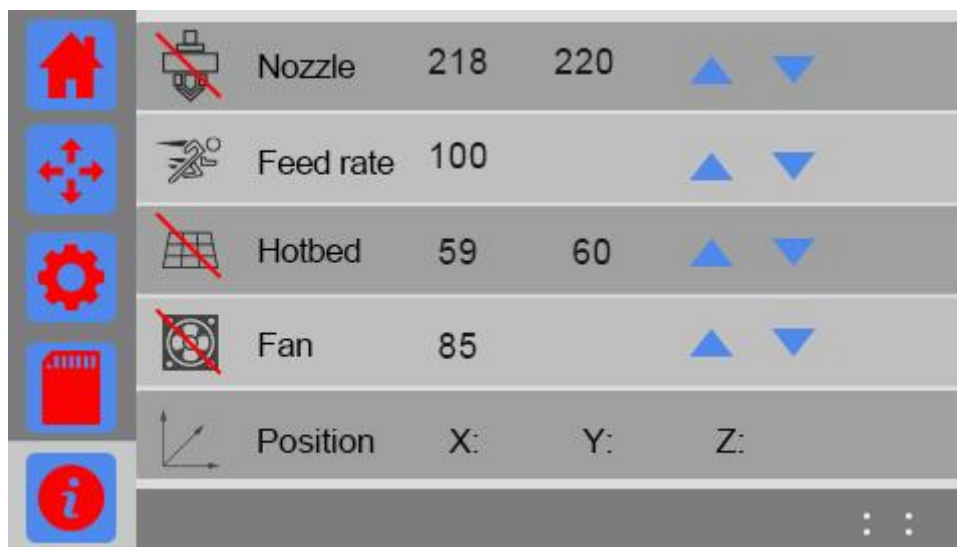 Nozzle 218 220
Feed rate 100
Hotbed 59 60
Fan 85
Position X: Y: Z:
i
: :